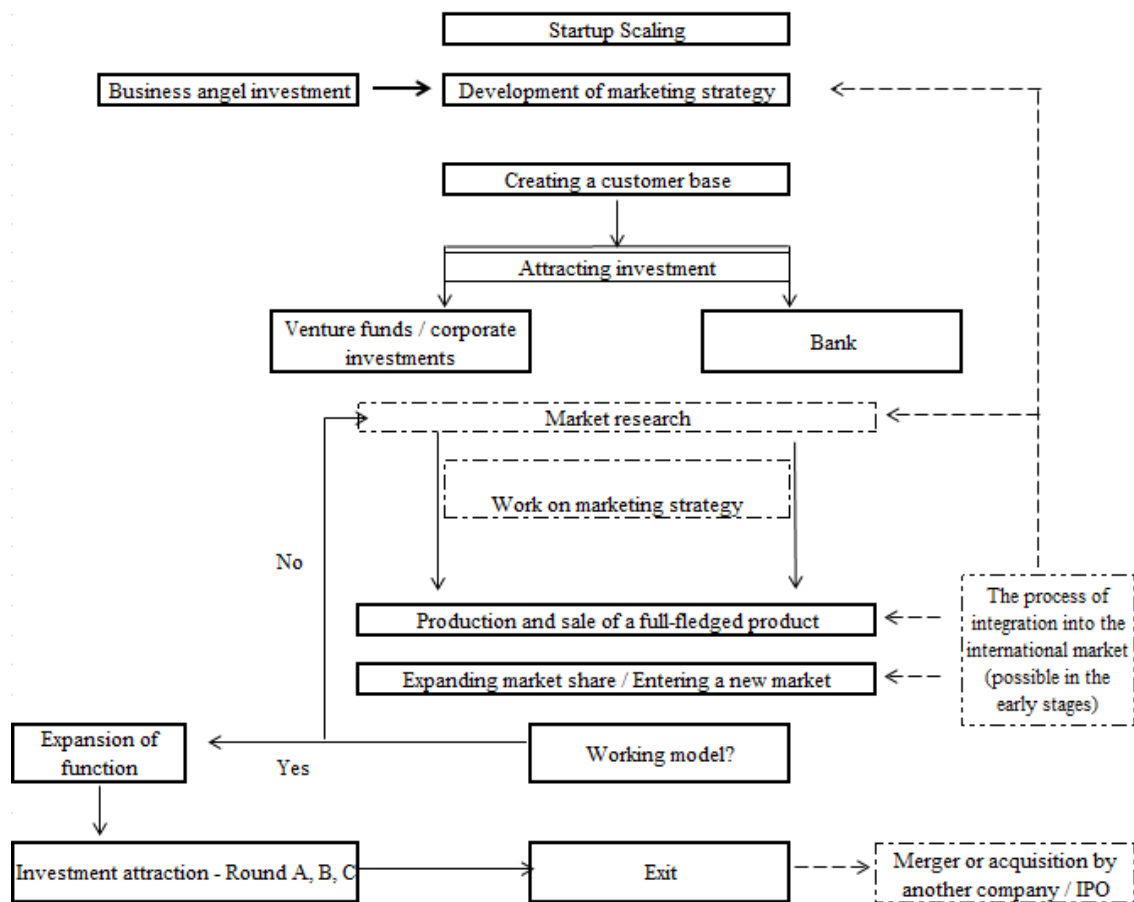 Startup Scaling
Business angel investment
Development of marketing strategy
Creating a customer base
Attracting investment
Venture funds / corporate
investments
Bank
Market research
Work on marketing strategy
No
Production and sale of a full-fledged product
Expanding market share / Entering a new market
The process of
integration into the
international market
(possible in the
early stages)
Expansion of
function
Yes
Working model?
Investment attraction - Round A, B, C
Exit
Merger or acquisition by
another company / IPO